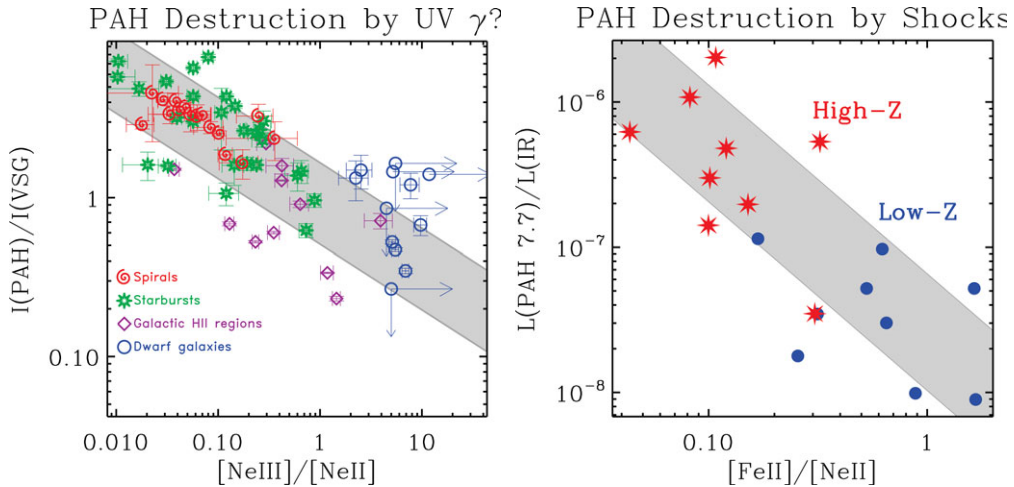 PAH Destruction by UV γ?
I(PAH)/I(VSG)
1
0.10
Spirals
Starbursts
Galactic HII regions
Dwarf galaxies
0.010 0.10 1 10
[NeIII]/[NeII]
PAH Destruction by Shocks
L(PAH 7.7)/L(IR)
10⁻⁶
10⁻⁷
10⁻⁸
High-Z
Low-Z
0.10 1
[FeII]/[NeII]